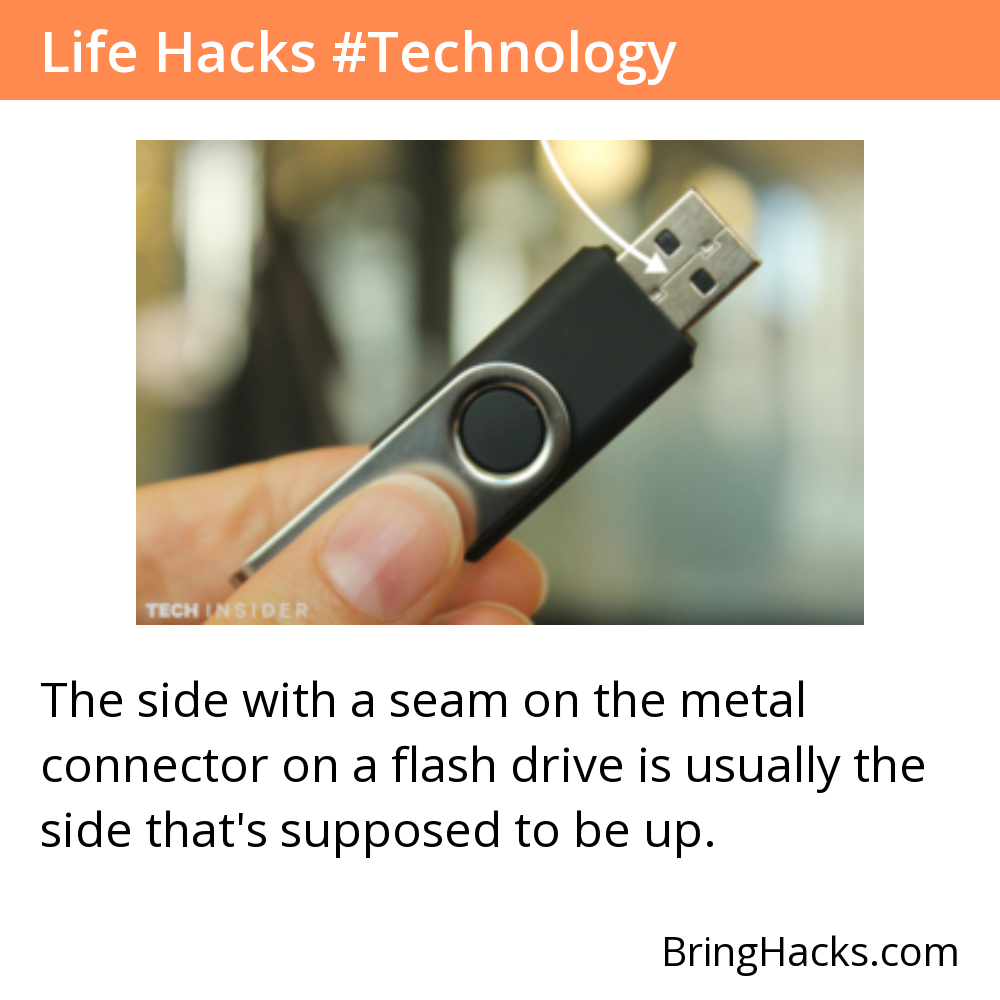 Life Hacks #Technology
TECH INSIDER
The side with a seam on the metal
connector on a flash drive is usually the
side that's supposed to be up.
BringHacks.com